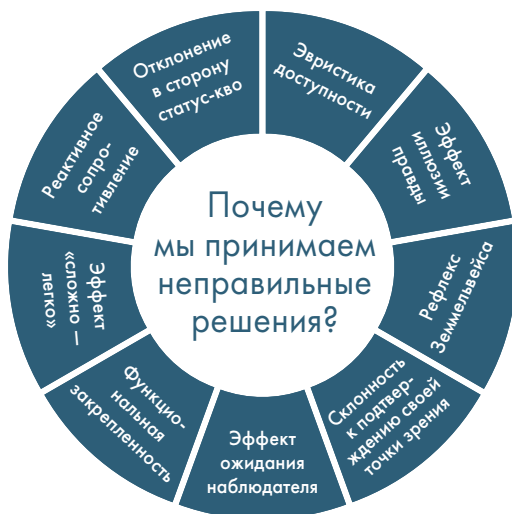 Почему
мы принимаем
неправильные
решения?
Эвристика
доступности
Эффект
иллюзии
правды
Рефлекс
Земмельвейса
Склонность
к подтвер-
ждению своей
точки зрения
Эффект
ожидания
наблюдателя
Функцио-
нальная
закрепленность
Эффект
«сложно —
легко»
Реактивное
сопро-
тивление
Отклонение
в сторону
статус-кво